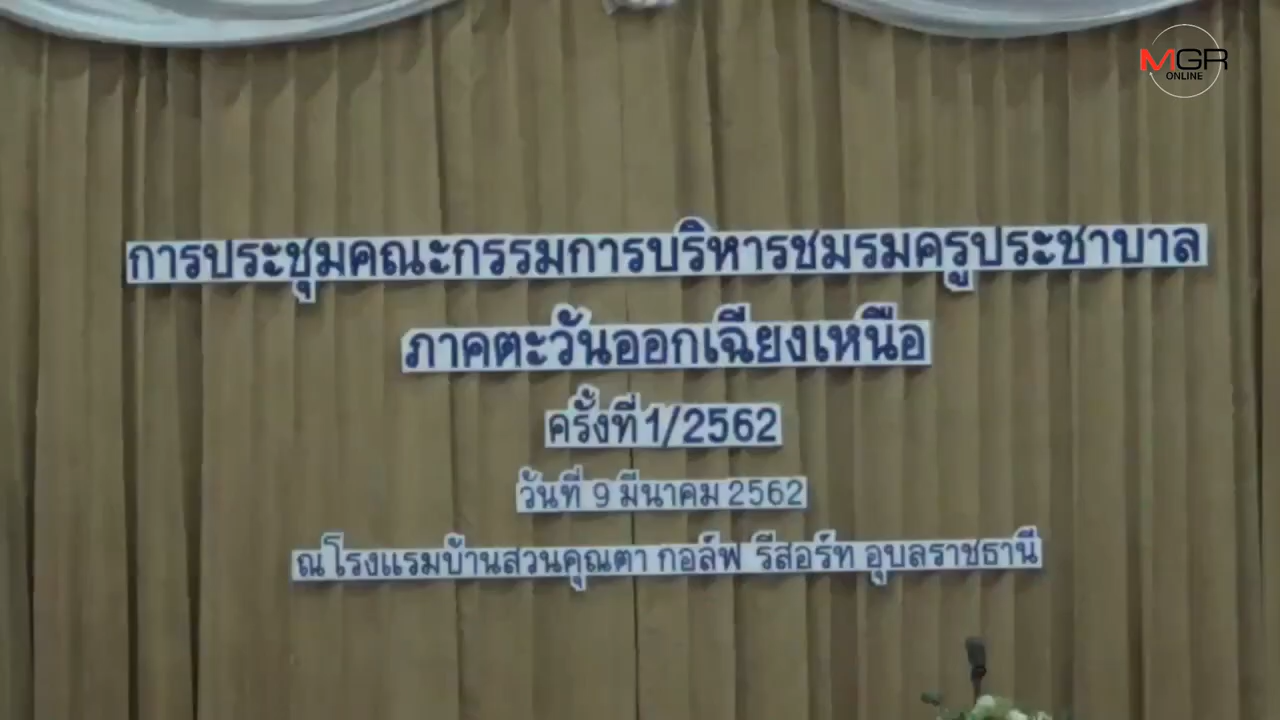 MGR
ONLINE
การประชุมคณะกรรมการบริหารชมรมครูประชาบาล
ภาคตะวันออกเฉียงเหนือ
ครั้งที่ 1/2562
วันที่ 9 มีนาคม 2562
ณ โรงแรมบ้านสวนคุณตา กอล์ฟ รีสอร์ท อุบลราชธานี